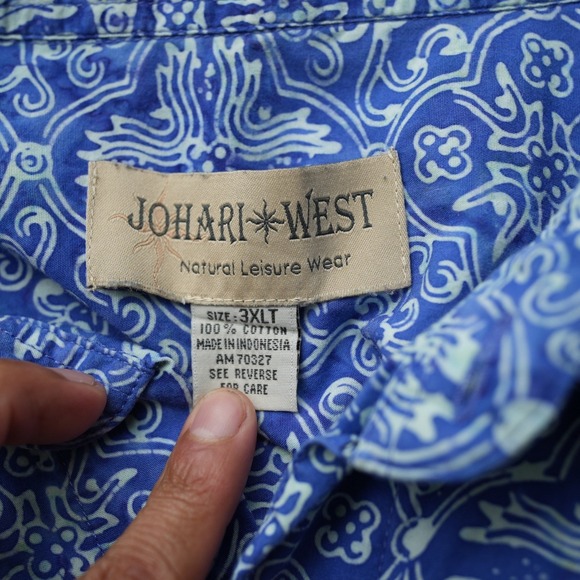 JOHARI WEST
Natural Leisure Wear
SIZE: 3XLT
100% COTTON
MADE IN INDONESIA
AM 70327
SEE REVERSE
FOR CARE